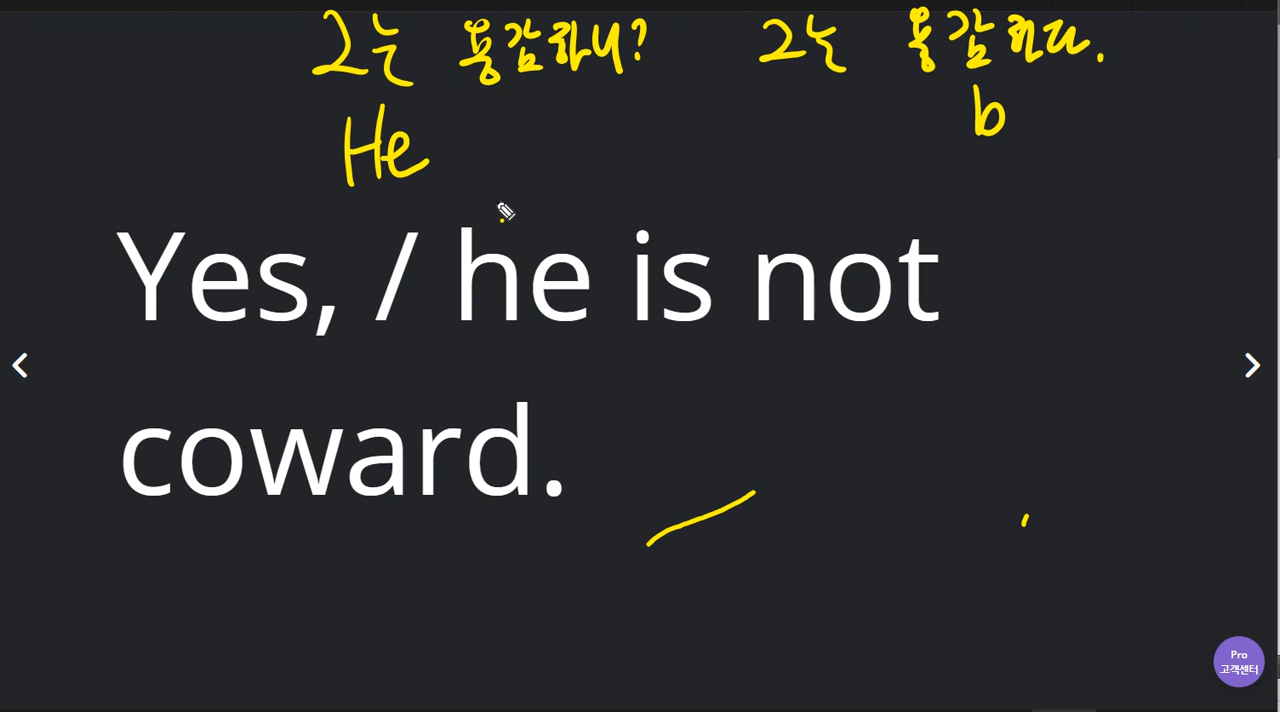 그는 용감하니? 그는 용감하다.
He b
Yes, / he is not
coward.
Pro
고객센터